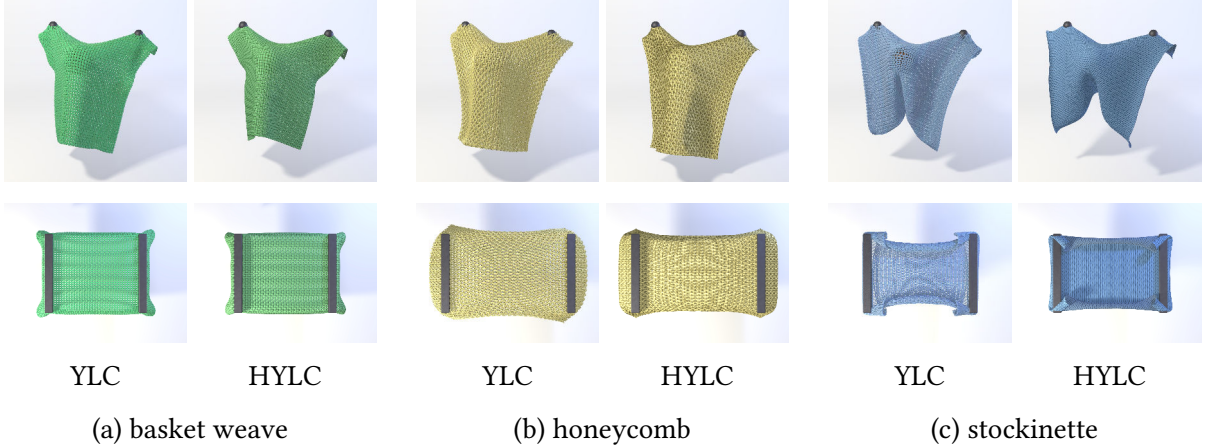 YLC HYLC YLC HYLC YLC HYLC
(a) basket weave (b) honeycomb (c) stockinette